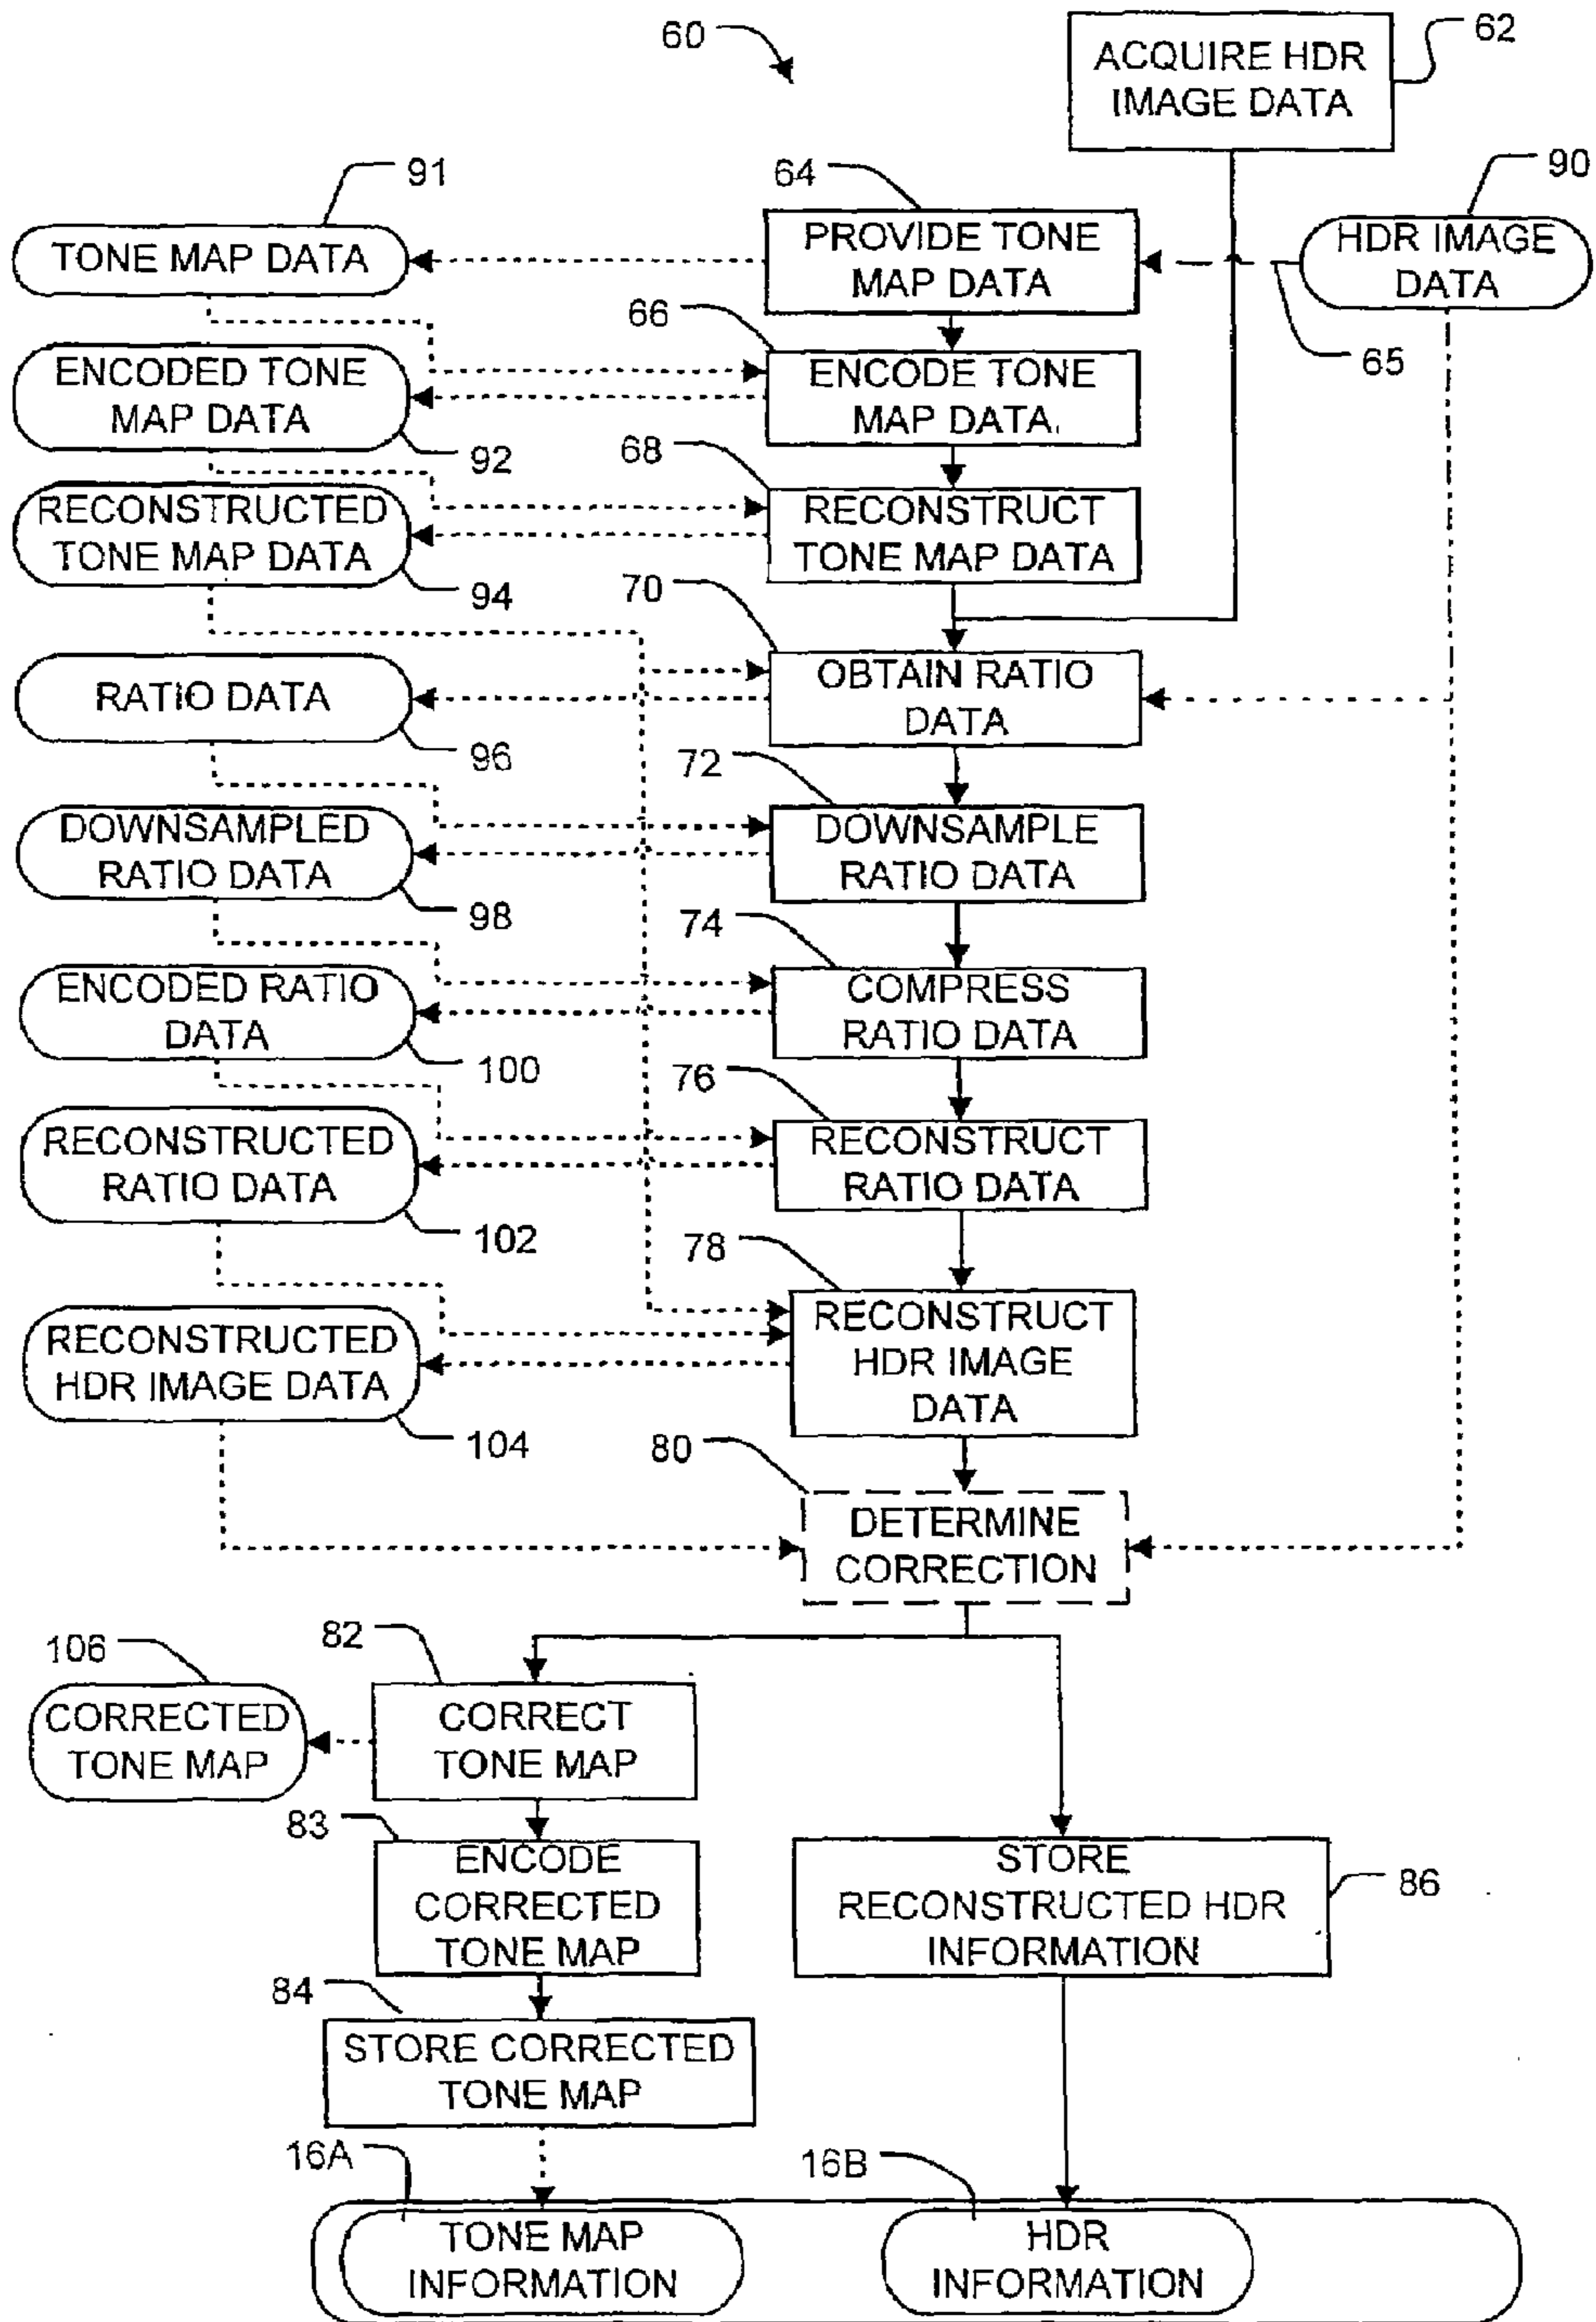 60
ACQUIRE HDR
IMAGE DATA
62
91
64
90
TONE MAP DATA
PROVIDE TONE
MAP DATA
HDR IMAGE
DATA
65
66
ENCODED TONE
MAP DATA
92
ENCODE TONE
MAP DATA
68
RECONSTRUCTED
TONE MAP DATA
94
RECONSTRUCT
TONE MAP DATA
70
RATIO DATA
96
OBTAIN RATIO
DATA
72
DOWNSAMPLED
RATIO DATA
98
DOWNSAMPLE
RATIO DATA
74
ENCODED RATIO
DATA
100
COMPRESS
RATIO DATA
76
RECONSTRUCTED
RATIO DATA
102
RECONSTRUCT
RATIO DATA
78
RECONSTRUCTED
HDR IMAGE DATA
104
RECONSTRUCT
HDR IMAGE
DATA
80
DETERMINE
CORRECTION
106
CORRECTED
TONE MAP
82
CORRECT
TONE MAP
83
ENCODE
CORRECTED
TONE MAP
STORE
RECONSTRUCTED HDR
INFORMATION
86
84
STORE CORRECTED
TONE MAP
16A
TONE MAP
INFORMATION
16B
HDR
INFORMATION